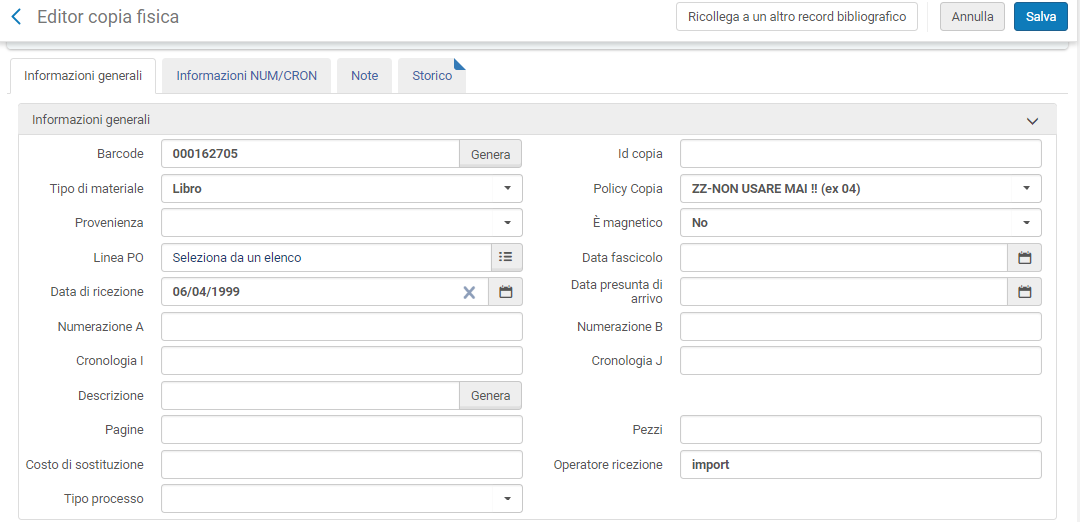 Editor copia fisica
Ricollega a un altro record bibliografico
Annulla
Salva
Informazioni generali
Informazioni NUM/CRON
Note
Storico
Informazioni generali
Barcode
000162705
Genera
Id copia
Tipo di materiale
Libro
Policy Copia
ZZ-NON USARE MAI !! (ex 04)
Provenienza
È magnetico
No
Linea PO
Seleziona da un elenco
Data fascicolo
Data di ricezione
06/04/1999
Data presunta di
arrivo
Numerazione A
Numerazione B
Cronologia I
Cronologia J
Descrizione
Genera
Pagine
Pezzi
Costo di sostituzione
Operatore ricezione
import
Tipo processo